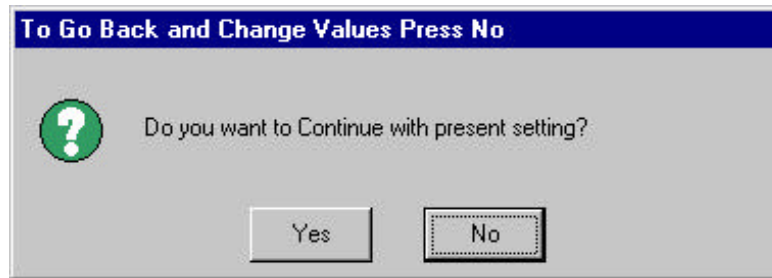 To Go Back and Change Values Press No
Do you want to Continue with present setting?
Yes No